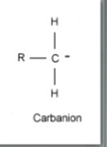 H
R — C -
H
Carbanion